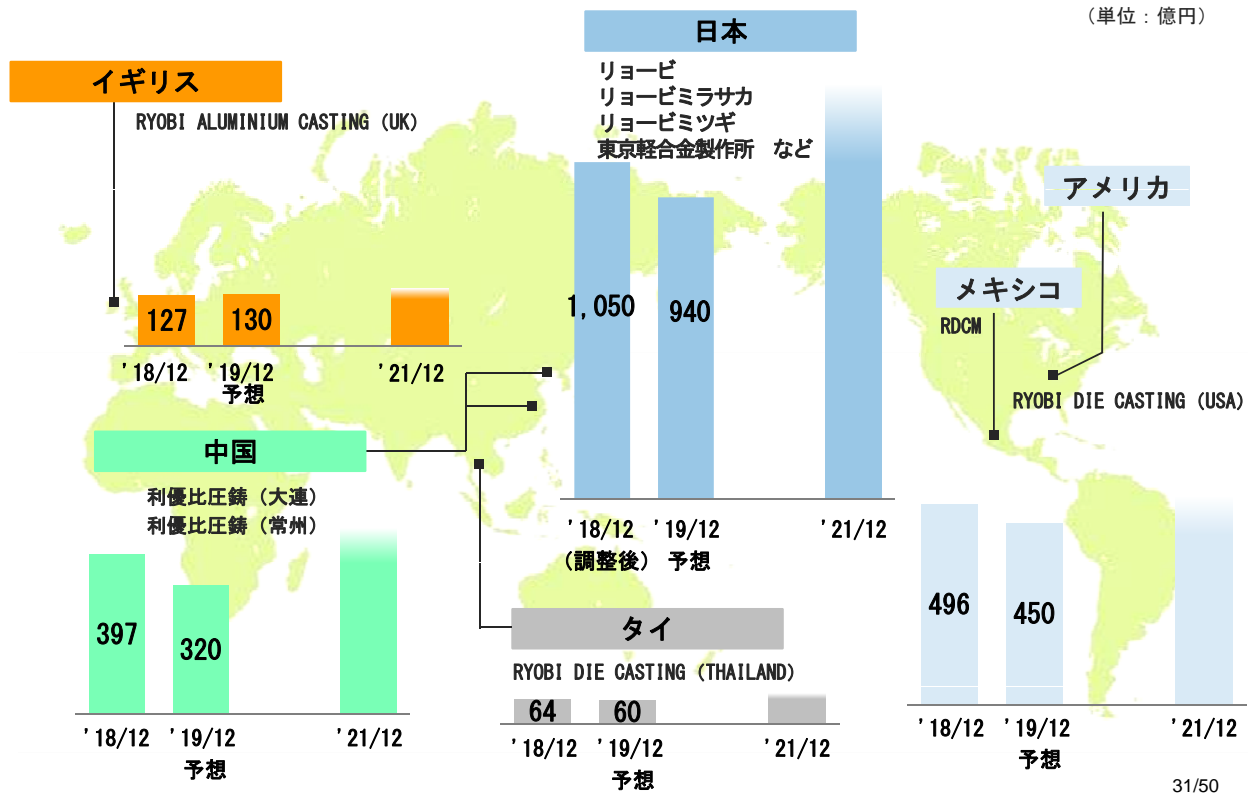 （単位：億円）
日本
リョービ
リョービミラサカ
リョービミツギ
東京軽合金製作所　など
1,050
940
'18/12
'19/12
'21/12
（調整後）
予想
イギリス
RYOBI ALUMINIUM CASTING (UK)
127
130
'18/12
'19/12
'21/12
予想
中国
利優比圧鋳（大連）
利優比圧鋳（常州）
397
320
'18/12
'19/12
'21/12
予想
タイ
RYOBI DIE CASTING (THAILAND)
64
60
'18/12
'19/12
'21/12
予想
アメリカ
メキシコ
RDCM
RYOBI DIE CASTING (USA)
496
450
'18/12
'19/12
'21/12
予想
31/50